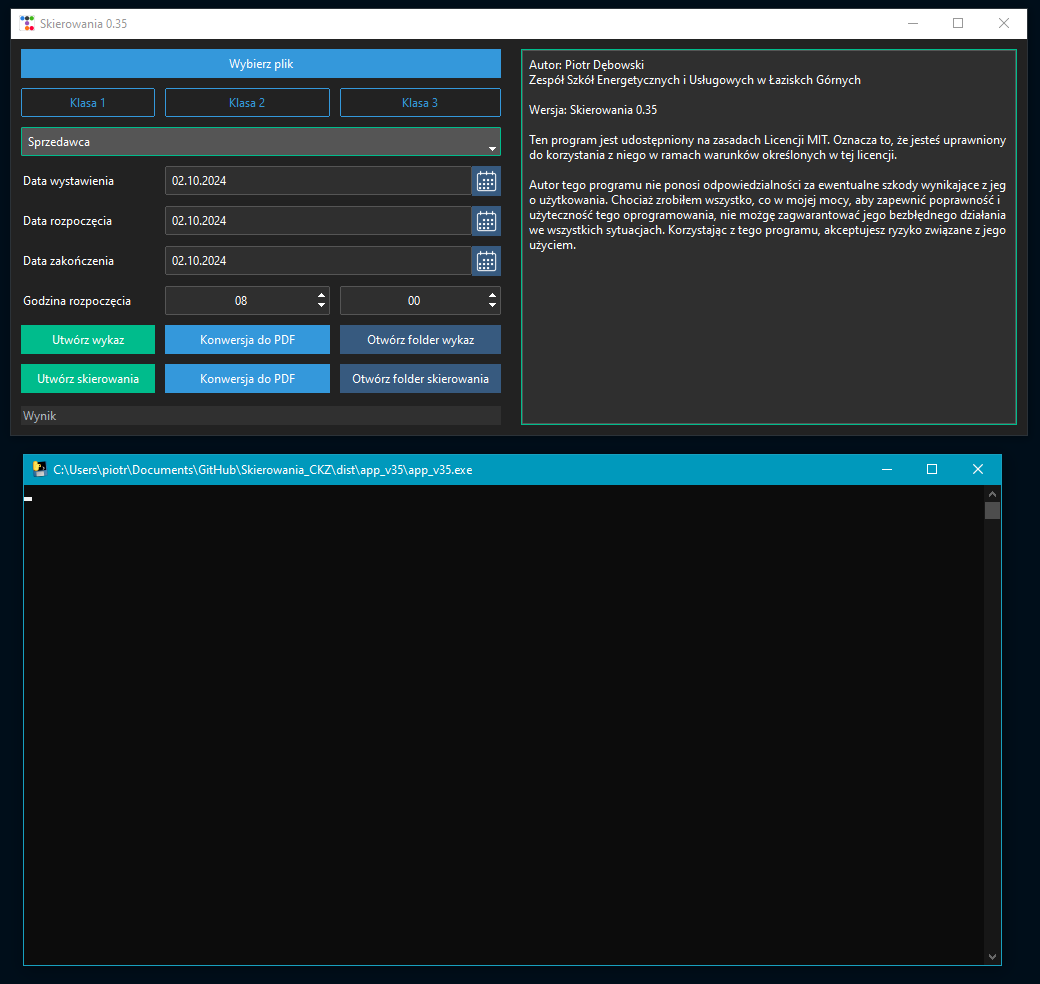 Skierowania 0.35
Wybierz plik
Klasa 1
Klasa 2
Klasa 3
Sprzedawca
Data wystawienia
02.10.2024
Data rozpoczęcia
02.10.2024
Data zakończenia
02.10.2024
Godzina rozpoczęcia
08
00
Utwórz wykaz
Konwersja do PDF
Otwórz folder wykaz
Utwórz skierowania
Konwersja do PDF
Otwórz folder skierowania
Wynik
Autor: Piotr Dębowski
Zespół Szkół Energetycznych i Usługowych w Łaziskch Górnych
Wersja: Skierowania 0.35
Ten program jest udostępniony na zasadach Licencji MIT. Oznacza to, że jesteś uprawniony
do korzystania z niego w ramach warunków określonych w tej licencji.
Autor tego programu nie ponosi odpowiedzialności za ewentualne szkody wynikające z jeg
o użytkowania. Chociaż zrobiłem wszystko, co w mojej mocy, aby zapewnić poprawność i
użyteczność tego oprogramowania, nie możgę zagwarantować jego bezbłędnego działania
we wszystkich sytuacjach. Korzystając z tego programu, akceptujesz ryzyko związane z jego
użyciem.
C:\Users\piotr\Documents\GitHub\Skierowania_CKZ\dist\app_v35\app_v35.exe